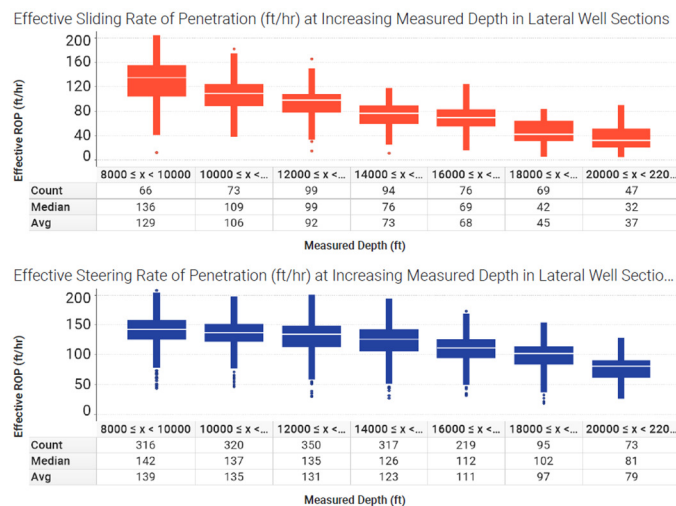 Effective Sliding Rate of Penetration (ft/hr) at Increasing Measured Depth in Lateral Well Sections
Effective ROP (ft/hr)
200
160
120
80
40
0
8000 ≤ x < 10000 10000 ≤ x <... 12000 ≤ x <... 14000 ≤ x <... 16000 ≤ x <... 18000 ≤ x <... 20000 ≤ x < 220...
Count 66 73 99 94 76 69 47
Median 136 109 99 76 69 42 32
Avg 129 106 92 73 68 45 37
Measured Depth (ft)
Effective Steering Rate of Penetration (ft/hr) at Increasing Measured Depth in Lateral Well Sectio...
Effective ROP (ft/hr)
200
150
100
50
0
8000 ≤ x < 10000 10000 ≤ x <... 12000 ≤ x <... 14000 ≤ x <... 16000 ≤ x <... 18000 ≤ x <... 20000 ≤ x < 220...
Count 316 320 350 317 219 95 73
Median 142 137 135 126 112 102 81
Avg 139 135 131 123 111 97 79
Measured Depth (ft)